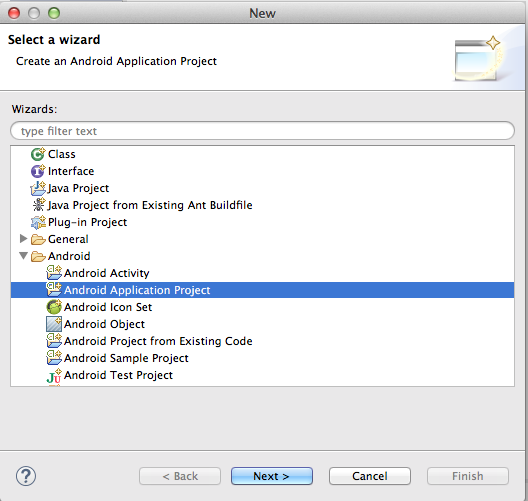 New
Select a wizard
Create an Android Application Project
Wizards:
type filter text
Class
Interface
Java Project
Java Project from Existing Ant Buildfile
Plug-in Project
General
Android
Android Activity
Android Application Project
Android Icon Set
Android Object
Android Project from Existing Code
Android Sample Project
Android Test Project
? < Back Next > Cancel Finish